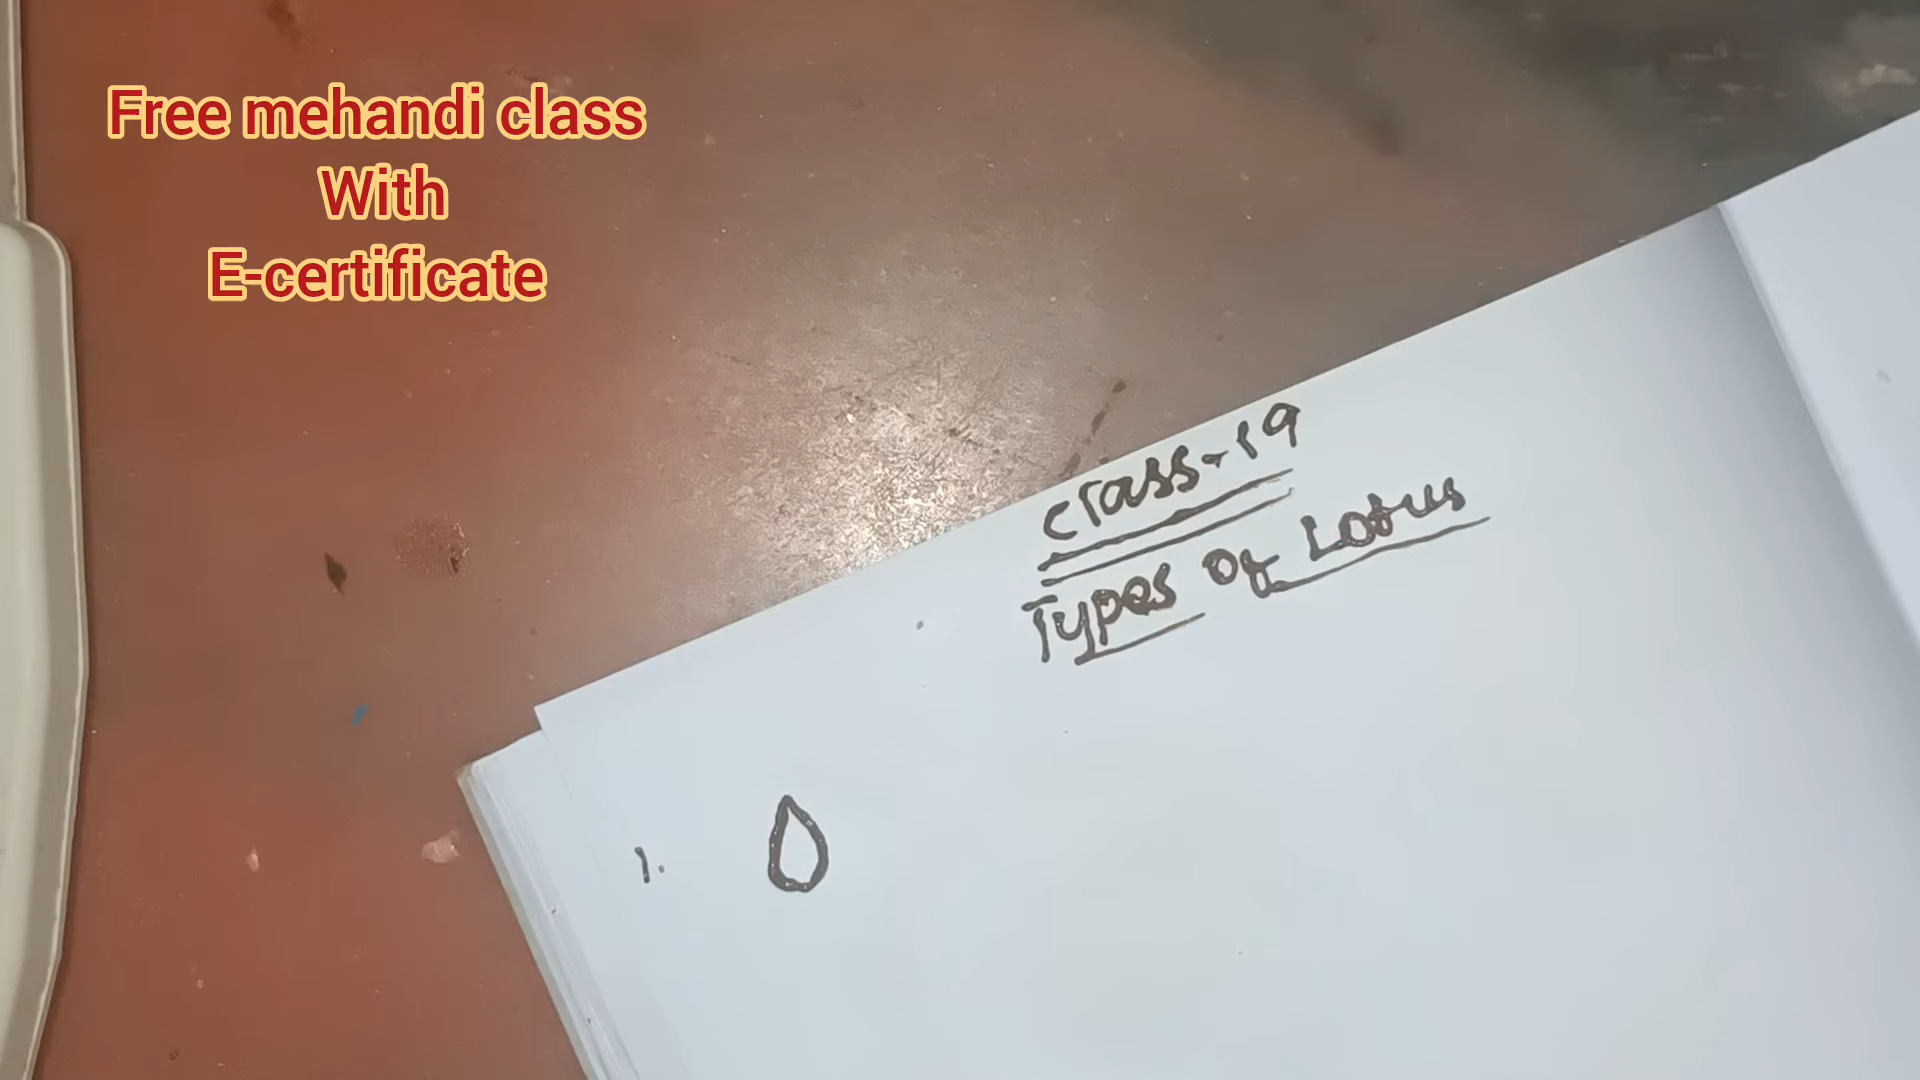 Free mehandi class
With
E-certificate
Class-19
Types Of Lotus
1.